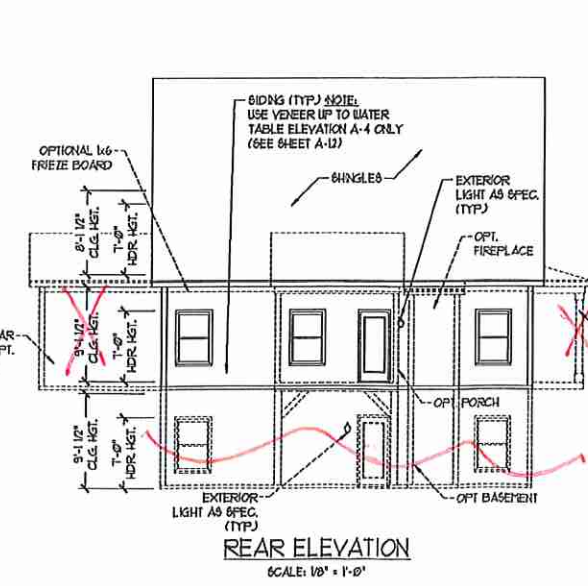 SIDING (TYP.) NOTE:
USE VENEER UP TO WATER
TABLE ELEVATION A-4 ONLY
(SEE SHEET A-12)
OPTIONAL 1x6
FRIEZE BOARD
SHINGLES
EXTERIOR
LIGHT AS SPEC.
(TYP.)
OPT.
FIREPLACE
8'-1 1/2"
CLG. HGT.
7'-0"
HDR. HGT.
9'-1 1/2"
CLG. HGT.
7'-0"
HDR. HGT.
AR
PT.
OPT. PORCH
9'-1 1/2"
CLG. HGT.
7'-0"
HDR. HGT.
EXTERIOR
LIGHT AS SPEC.
(TYP.)
OPT BASEMENT
REAR ELEVATION
SCALE: 1/8" = 1'-0"